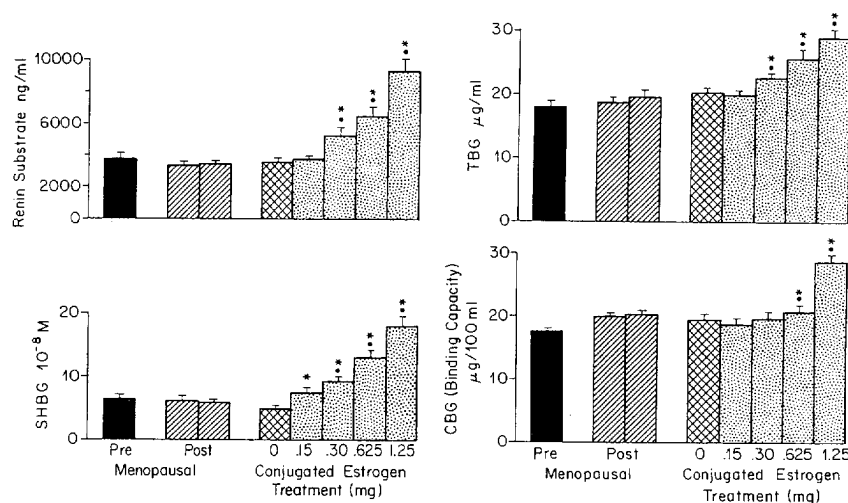 Renin Substrate ng/ml
10000
6000
2000
0
**
**
**
TBG µg/ml
30
20
10
0
**
**
**
SHBG 10⁻⁸ M
20
10
0
*
**
**
**
Pre
Post
Menopausal
0 .15 .30 .625 1.25
Conjugated Estrogen
Treatment (mg)
CBG (Binding Capacity)
µg/100ml
30
20
10
0
**
**
Pre
Post
Menopausal
0 .15 .30 .625 1.25
Conjugated Estrogen
Treatment (mg)